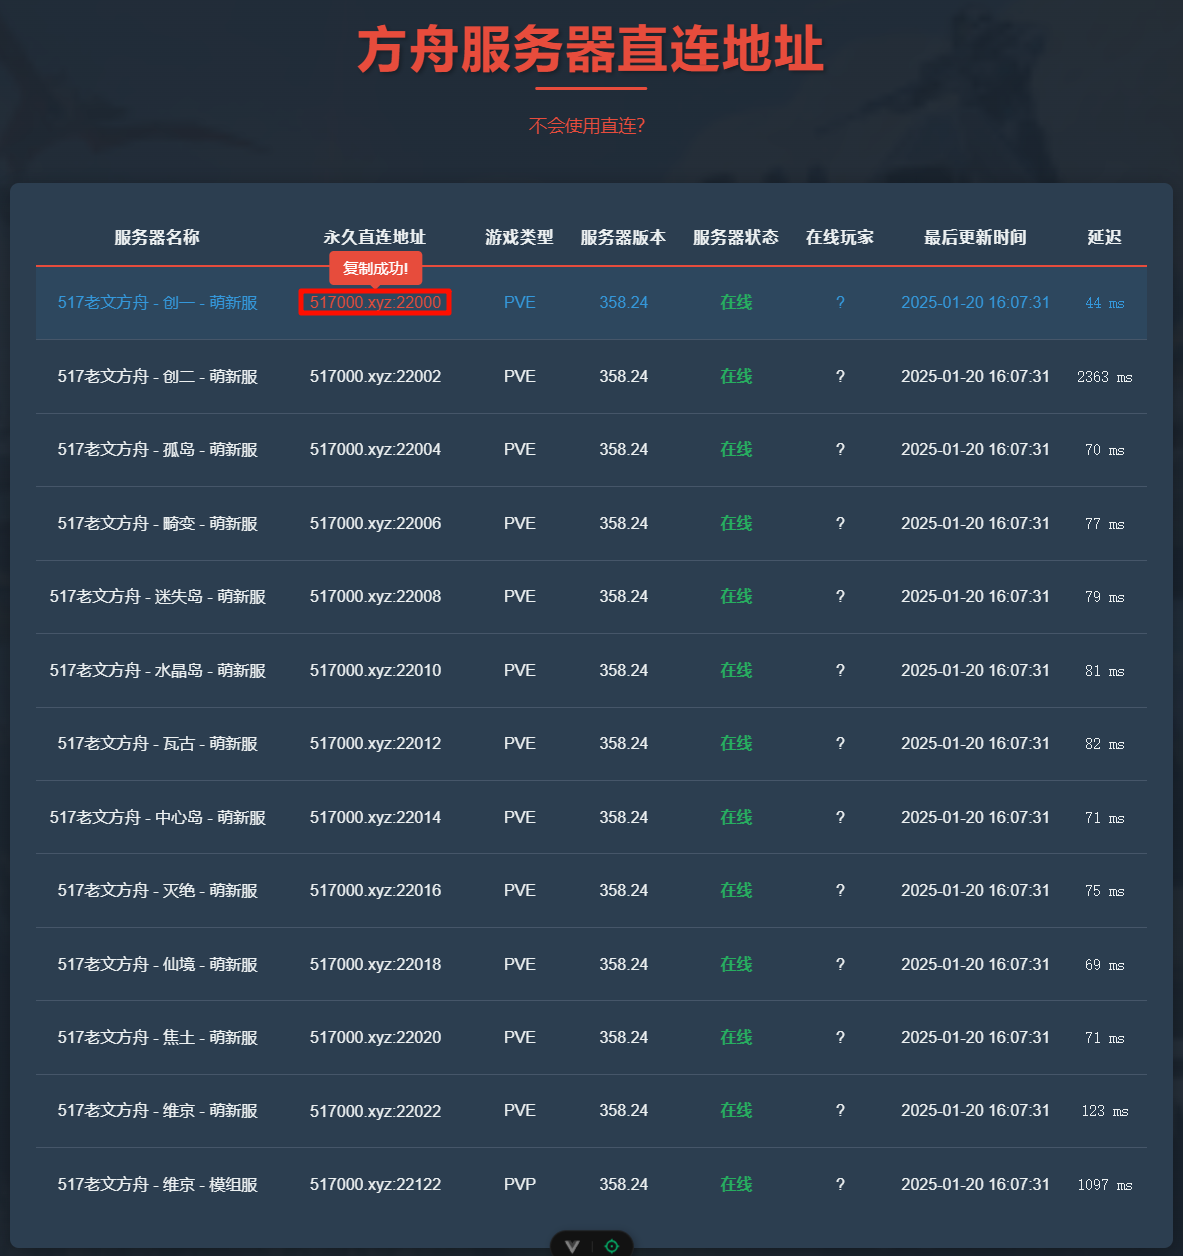 方舟服务器直连地址
不会使用直连?
服务器名称 永久直连地址 游戏类型 服务器版本 服务器状态 在线玩家 最后更新时间 延迟
复制成功!
517老文方舟 - 创一 - 萌新服 517000.xyz:22000 PVE 358.24 在线 ? 2025-01-20 16:07:31 44 ms
517老文方舟 - 创二 - 萌新服 517000.xyz:22002 PVE 358.24 在线 ? 2025-01-20 16:07:31 2363 ms
517老文方舟 - 孤岛 - 萌新服 517000.xyz:22004 PVE 358.24 在线 ? 2025-01-20 16:07:31 70 ms
517老文方舟 - 畸变 - 萌新服 517000.xyz:22006 PVE 358.24 在线 ? 2025-01-20 16:07:31 77 ms
517老文方舟 - 迷失岛 - 萌新服 517000.xyz:22008 PVE 358.24 在线 ? 2025-01-20 16:07:31 79 ms
517老文方舟 - 水晶岛 - 萌新服 517000.xyz:22010 PVE 358.24 在线 ? 2025-01-20 16:07:31 81 ms
517老文方舟 - 瓦古 - 萌新服 517000.xyz:22012 PVE 358.24 在线 ? 2025-01-20 16:07:31 82 ms
517老文方舟 - 中心岛 - 萌新服 517000.xyz:22014 PVE 358.24 在线 ? 2025-01-20 16:07:31 71 ms
517老文方舟 - 灭绝 - 萌新服 517000.xyz:22016 PVE 358.24 在线 ? 2025-01-20 16:07:31 75 ms
517老文方舟 - 仙境 - 萌新服 517000.xyz:22018 PVE 358.24 在线 ? 2025-01-20 16:07:31 69 ms
517老文方舟 - 焦土 - 萌新服 517000.xyz:22020 PVE 358.24 在线 ? 2025-01-20 16:07:31 71 ms
517老文方舟 - 维京 - 萌新服 517000.xyz:22022 PVE 358.24 在线 ? 2025-01-20 16:07:31 123 ms
517老文方舟 - 维京 - 模组服 517000.xyz:22122 PVP 358.24 在线 ? 2025-01-20 16:07:31 1097 ms